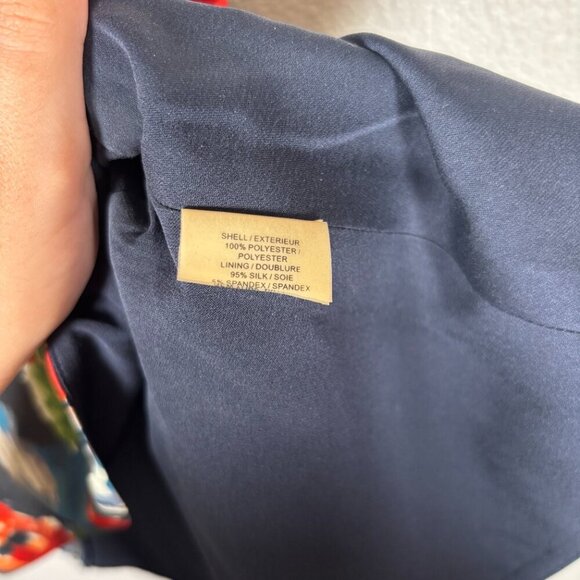 SHELL / EXTERIEUR
100% POLYESTER /
POLYESTER
LINING / DOUBLURE
95% SILK / SOIE
5% SPANDEX / SPANDEX